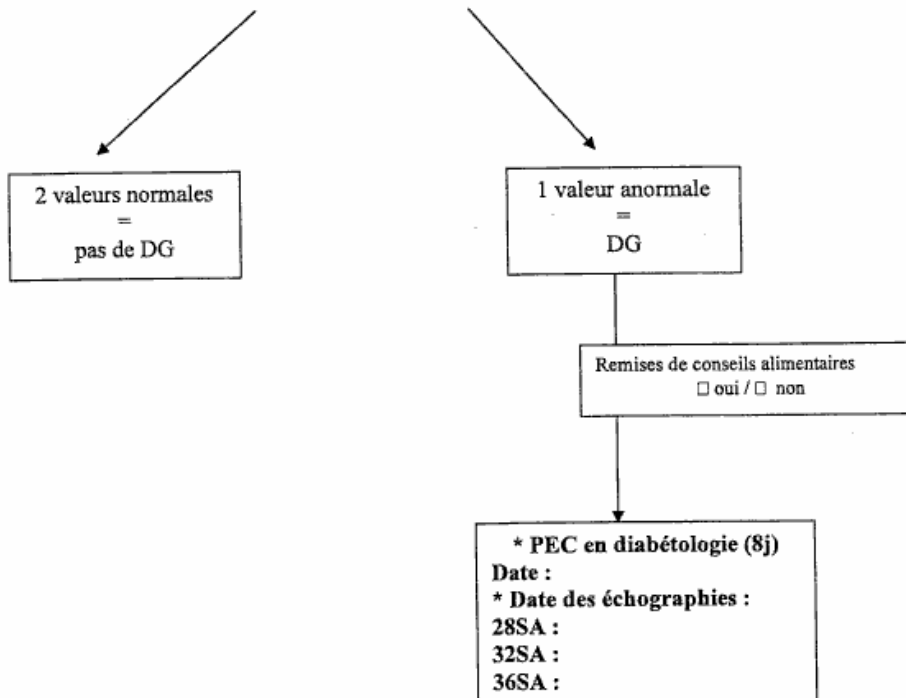 2 valeurs normales
=
pas de DG
1 valeur anormale
=
DG
Remises de conseils alimentaires
□ oui / □ non
* PEC en diabétologie (8j)
Date :
* Date des échographies :
28SA :
32SA :
36SA :